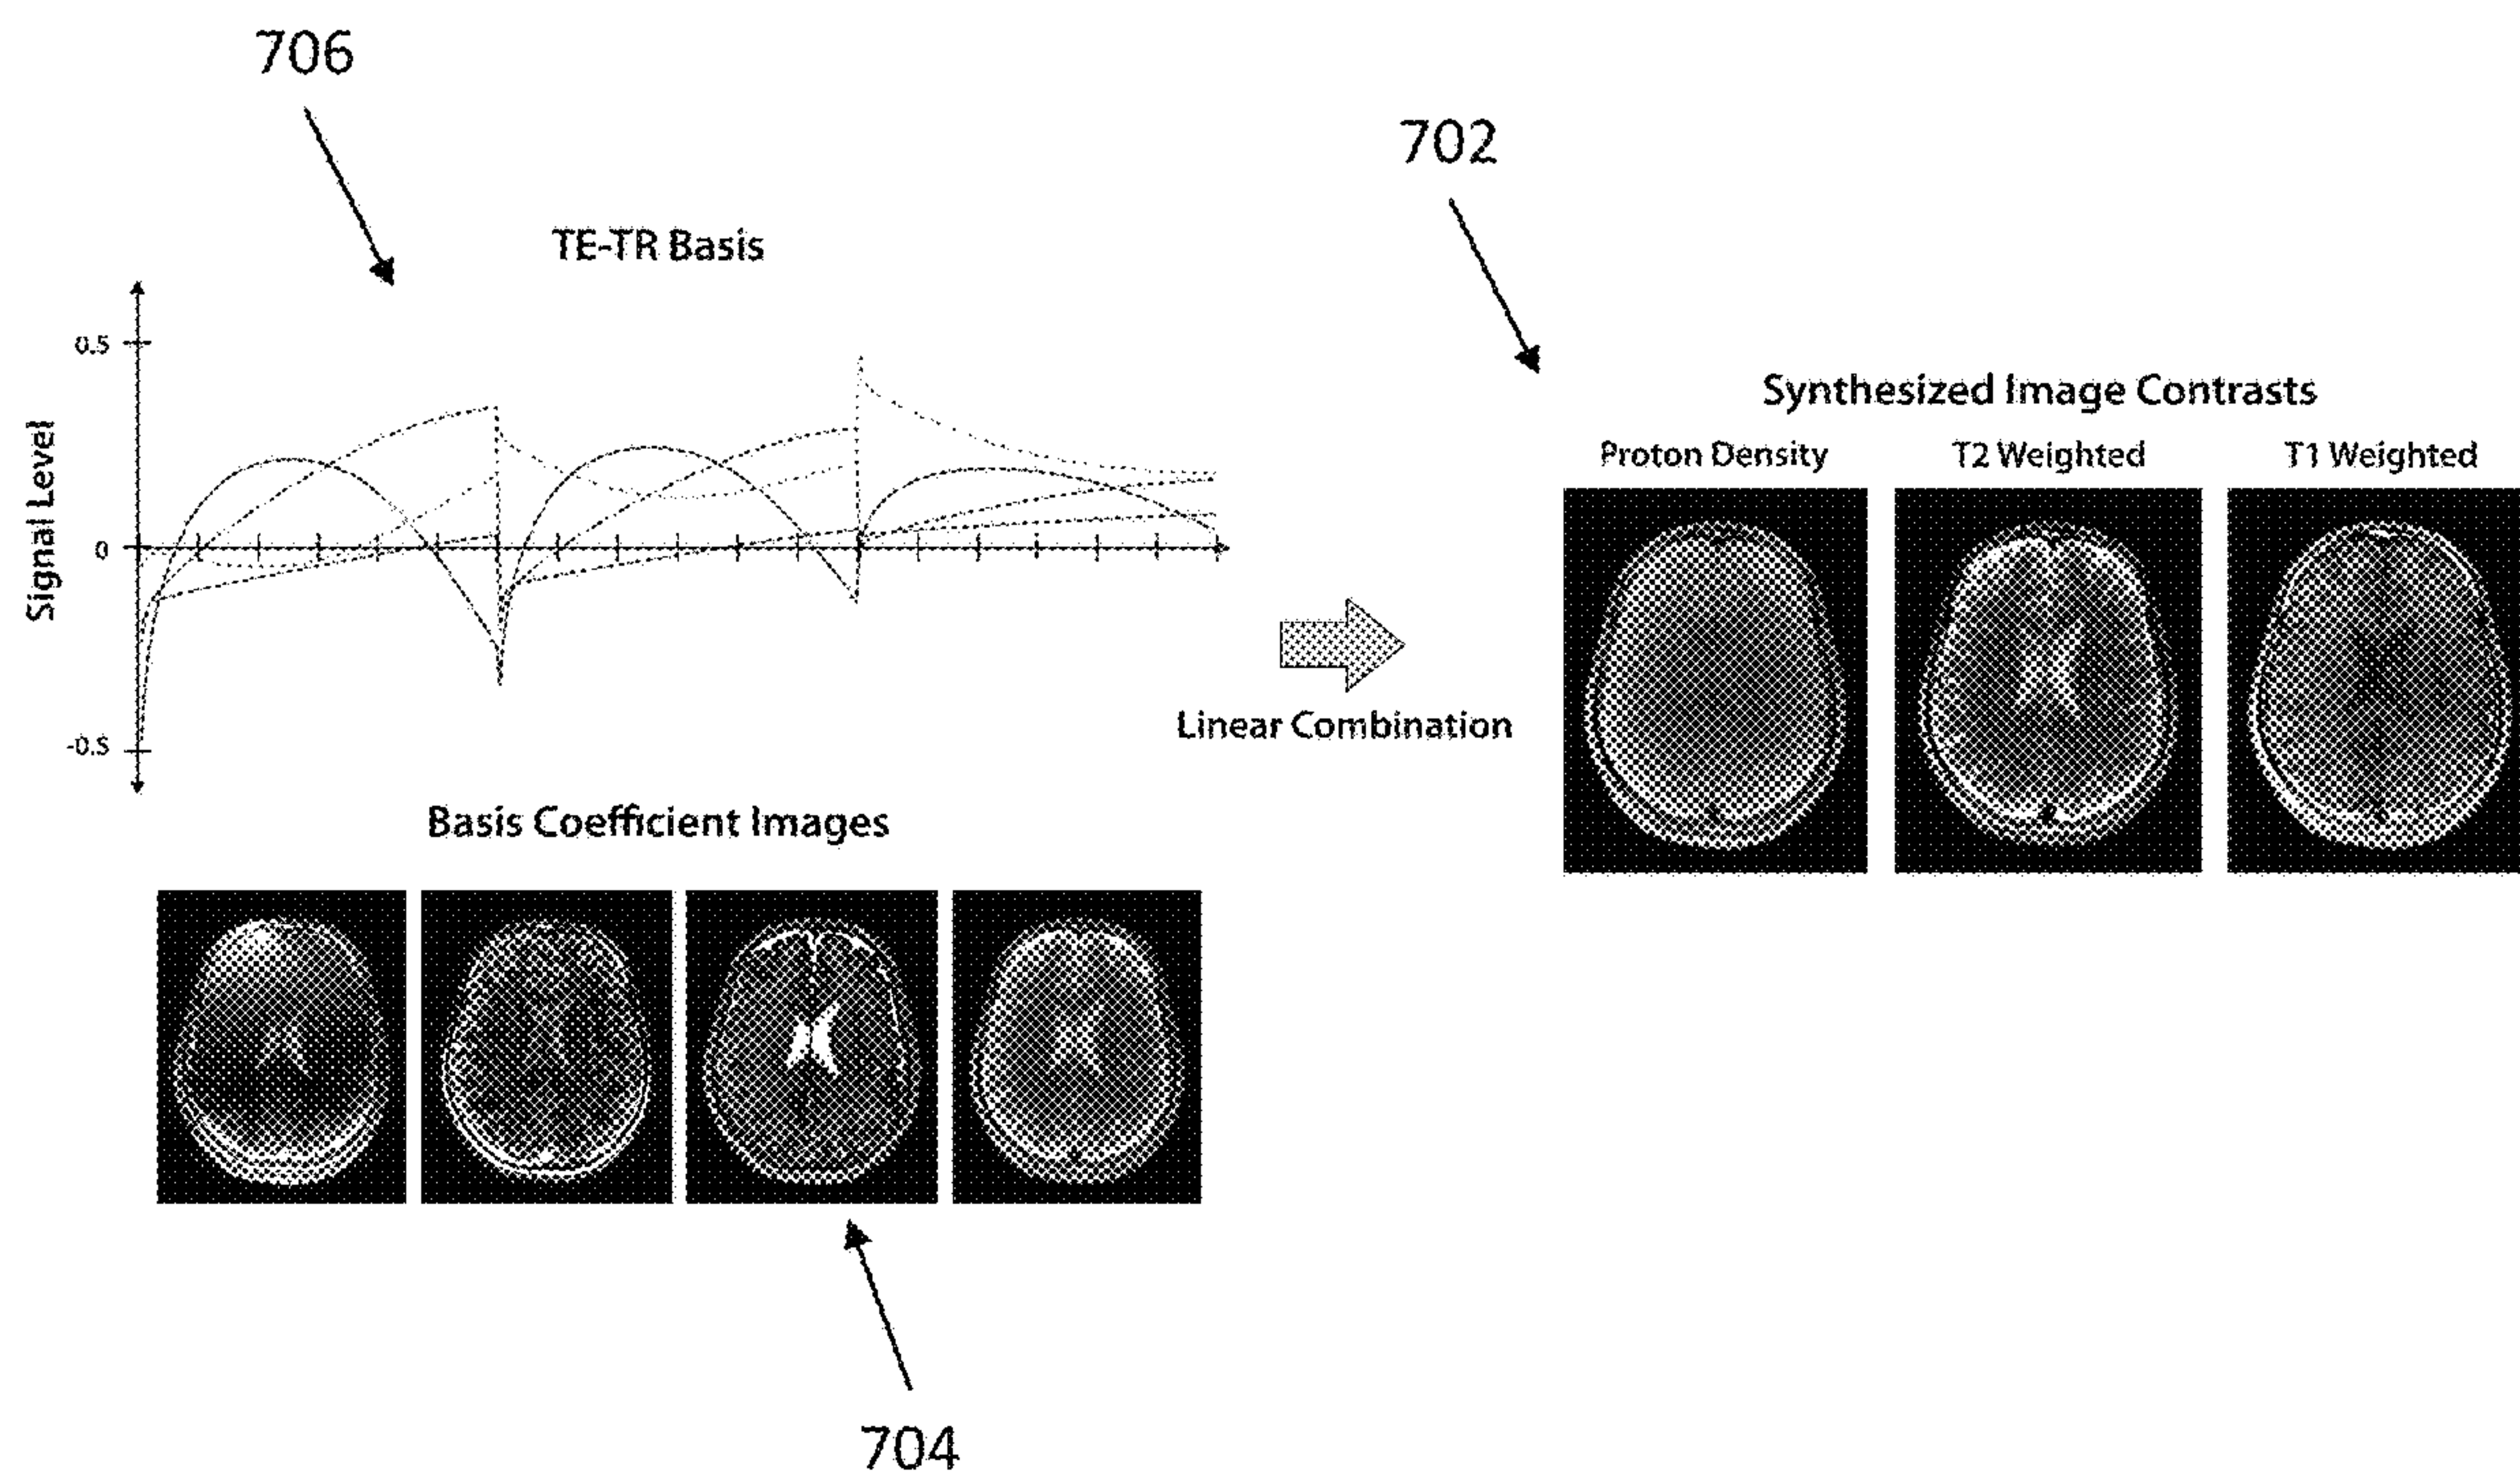 706
702
TE-TR Basis
0.5
0
-0.5
Signal Level
Synthesized Image Contrasts
Proton Density
T2 Weighted
T1 Weighted
Linear Combination
Basis Coefficient Images
704